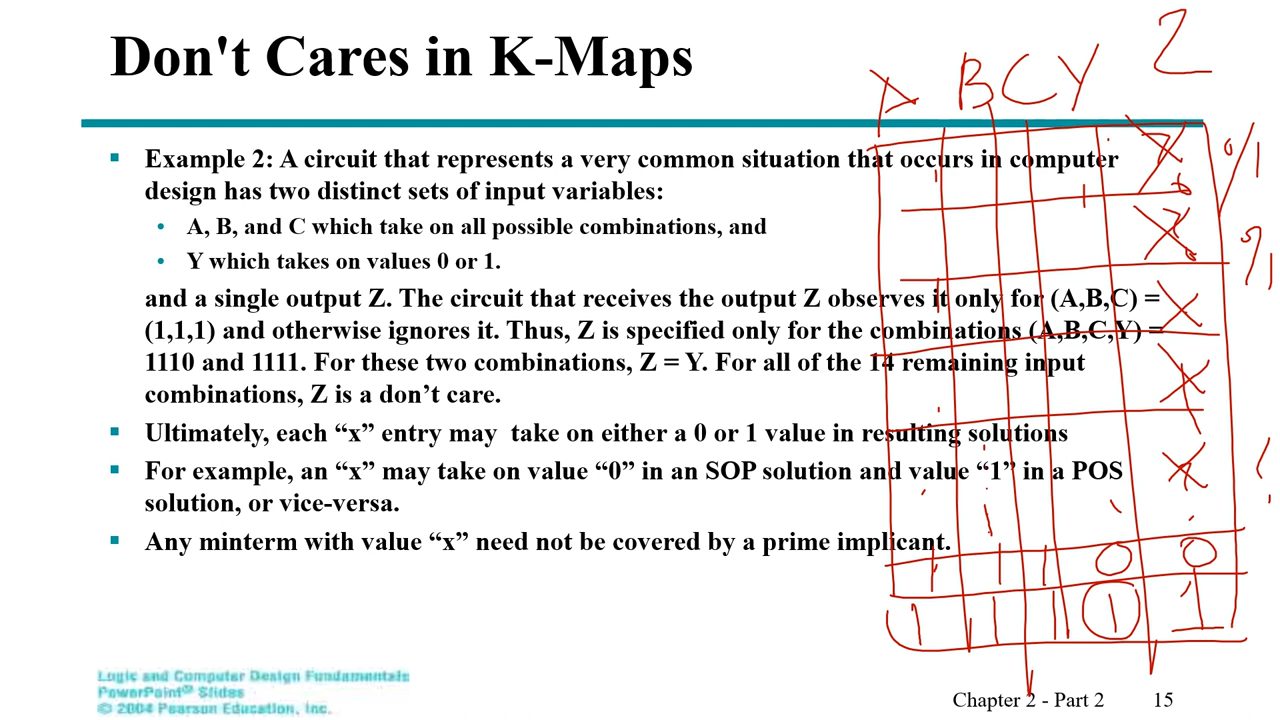 Don't Cares in K-Maps
A B C Y Z
▪ Example 2: A circuit that represents a very common situation that occurs in computer
design has two distinct sets of input variables:
• A, B, and C which take on all possible combinations, and
• Y which takes on values 0 or 1.
and a single output Z. The circuit that receives the output Z observes it only for (A,B,C) =
(1,1,1) and otherwise ignores it. Thus, Z is specified only for the combinations (A,B,C,Y) =
1110 and 1111. For these two combinations, Z = Y. For all of the 14 remaining input
combinations, Z is a don’t care.
▪ Ultimately, each “x” entry may take on either a 0 or 1 value in resulting solutions
▪ For example, an “x” may take on value “0” in an SOP solution and value “1” in a POS
solution, or vice-versa.
▪ Any minterm with value “x” need not be covered by a prime implicant.
X 0/1
X 0/1
X
X
X
1 1 1 0 0
1 1 1 1 1
Logic and Computer Design Fundamentals
PowerPoint® Slides
© 2004 Pearson Education, Inc.
Chapter 2 - Part 2 15